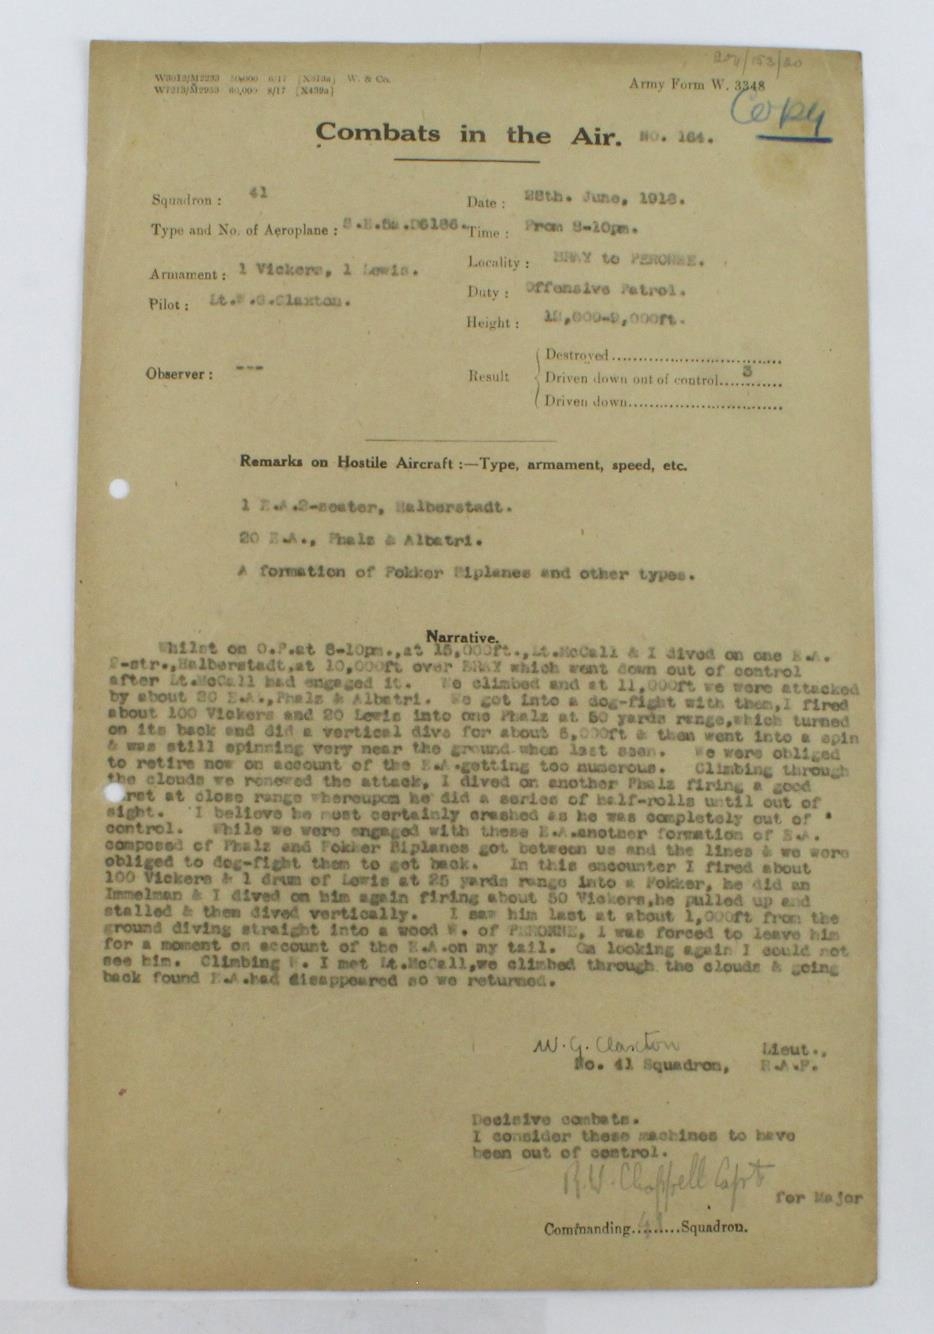 204/153/20
W3013/M2293 50,000 6/17 [X373a] W. & Co.
W7213/M2953 60,000 8/17 [X439a]
Army Form W. 3348
Copy
Combats in the Air. NO. 164.
Squadron : 41
Date : 28th. June, 1918.
Type and No. of Aeroplane : S.E.5a.D6186.
Time : From 8-10pm.
Locality : BRAY to PERONNE.
Armament : 1 Vickers, 1 Lewis.
Duty : Offensive Patrol.
Pilot : Lt.W.G.Claxton.
Height : 15,000-9,000ft.
Destroyed
Observer : ---
Result
Driven down out of control 3
Driven down
Remarks on Hostile Aircraft :—Type, armament, speed, etc.
1 E.A.2-seater, Halberstadt.
20 E.A., Phalz & Albatri.
A formation of Fokker Biplanes and other types.
Narrative.
Whilst on O.P.at 8-10pm.,at 15,000ft.,Lt.McCall & I dived on one E.A.
2-str.,Halberstadt.at 10,000ft over BRAY which went down out of control
after Lt.McCall had engaged it. We climbed and at 11,000ft we were attacked
by about 20 E.A.,Phalz & Albatri. We got into a dog-fight with them,I fired
about 100 Vickers and 20 Lewis into one Phalz at 50 yards range,which turned
on its back and did a vertical dive for about 5,000ft & then went into a spin
& was still spinning very near the ground when last seen. We were obliged
to retire now on account of the E.A.getting too numerous. Climbing through
the clouds we renewed the attack, I dived on another Phalz firing a good
rst at close range whereupon he did a series of half-rolls until out of
sight. I believe he most certainly crashed as he was completely out of
control. While we were engaged with these E.A.another formation of E.A.
composed of Phalz and Fokker Biplanes got between us and the lines & we were
obliged to dog-fight them to get back. In this encounter I fired about
100 Vickers & 1 drum of Lewis at 25 yards range into a Fokker, he did an
Immelman & I dived on him again firing about 50 Vickers,he pulled up and
stalled & then dived vertically. I saw him last at about 1,000ft from the
ground diving straight into a wood W. of PERONNE, I was forced to leave him
for a moment on account of the E.A.on my tail. On looking again I could not
see him. Climbing W. I met Lt.McCall,we climbed through the clouds & going
back found E.A.had disappeared so we returned.
W. G. Claxton Lieut.,
No. 41 Squadron, R.A.F.
Decisive combats.
I consider these machines to have
been out of control.
R.W. Chappell Capt
for Major
Commanding 41 Squadron.